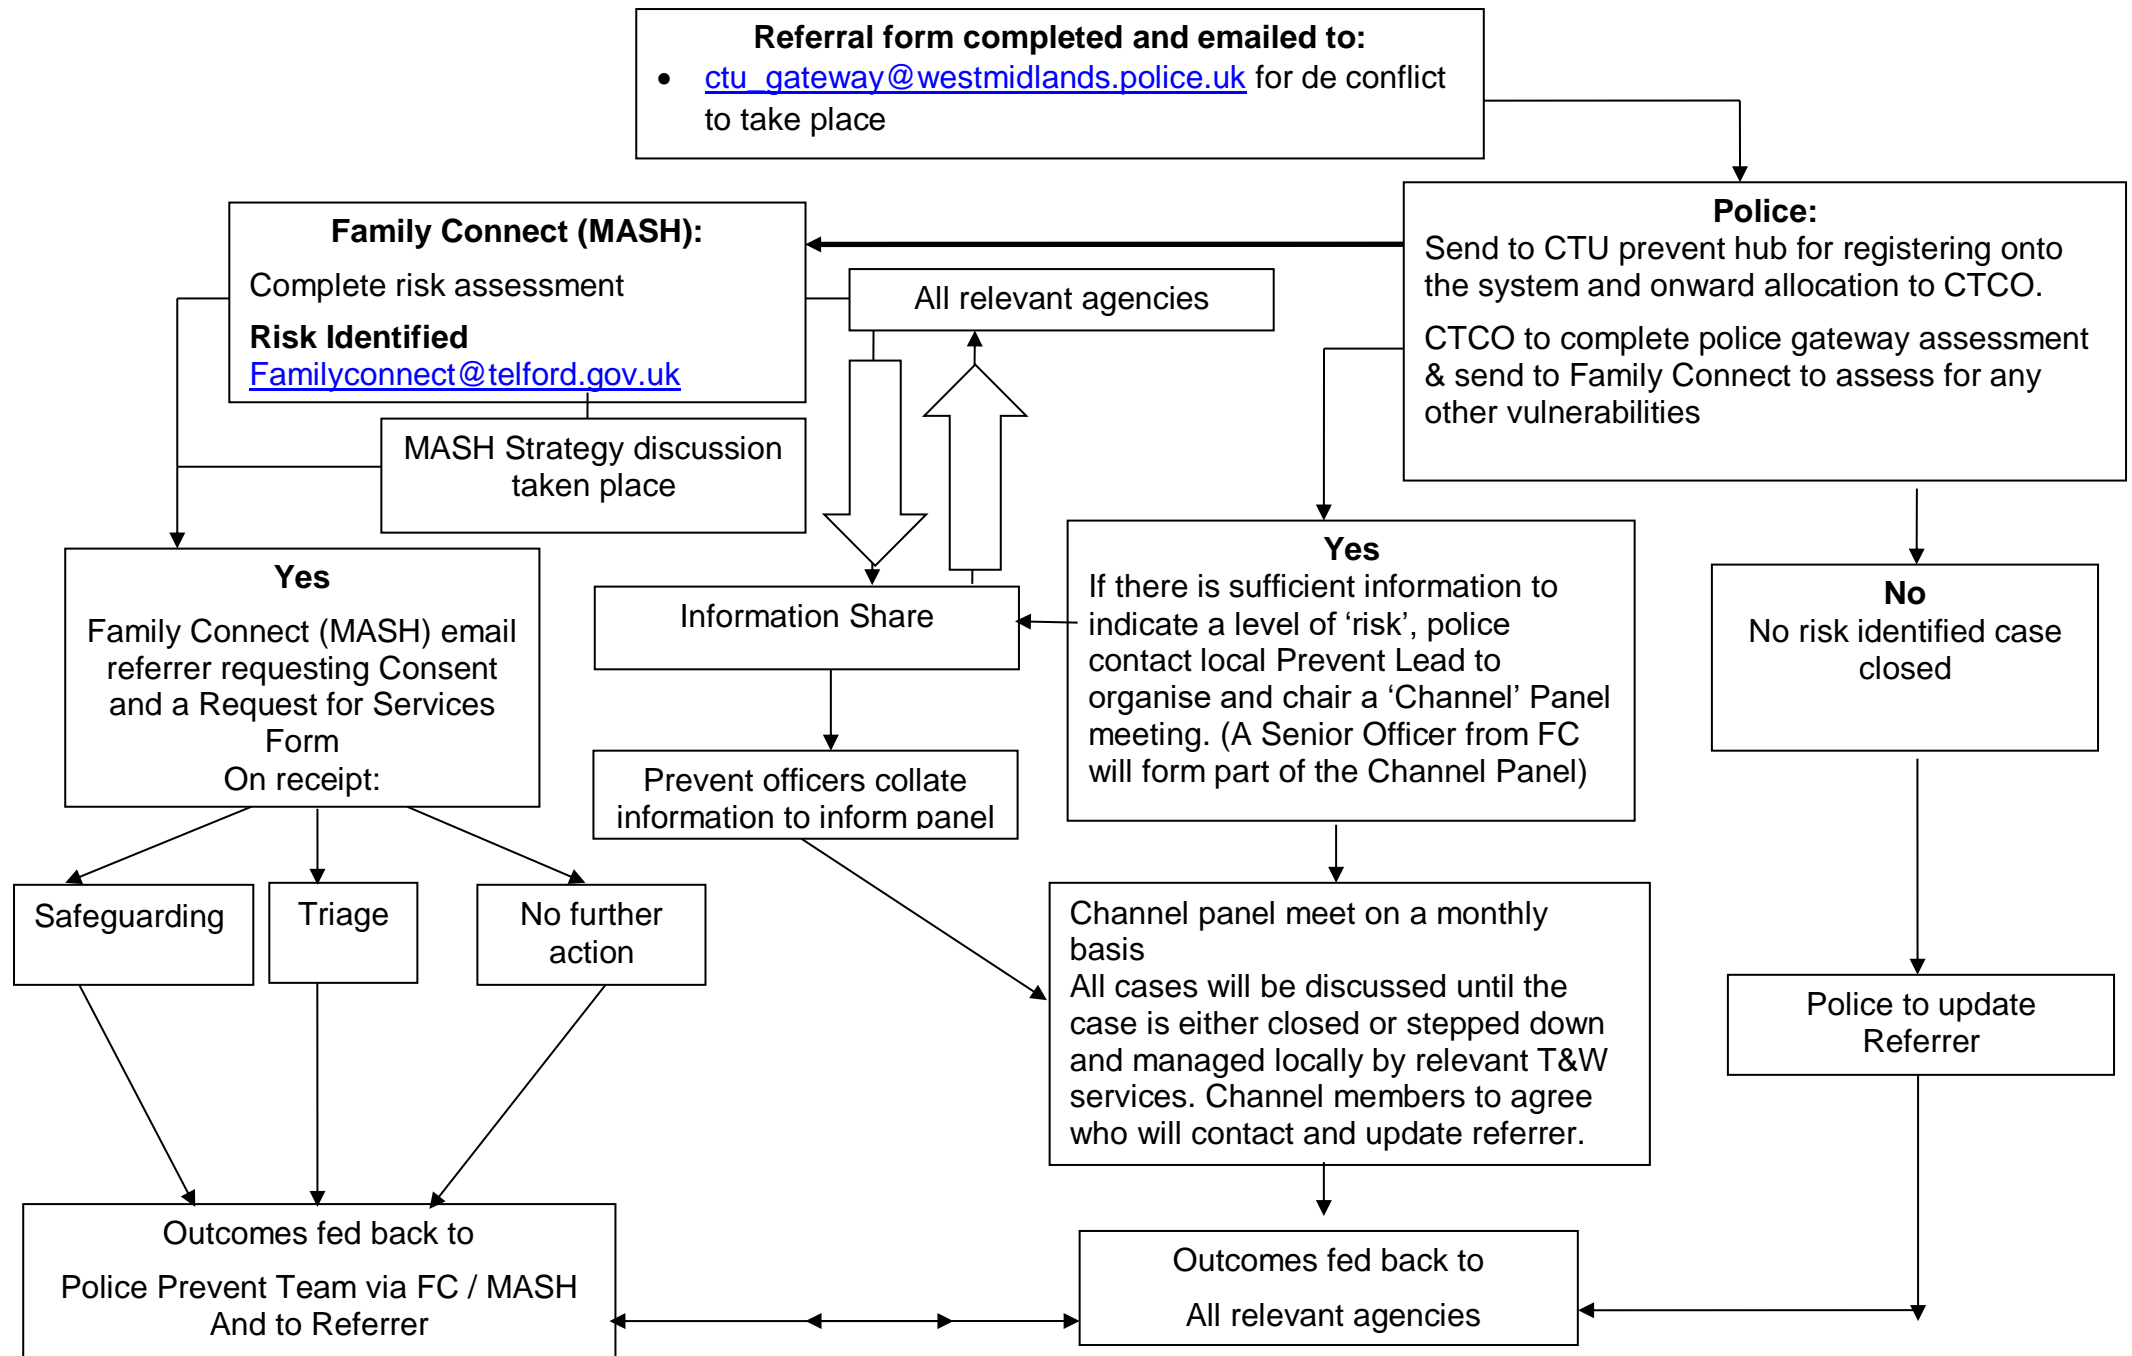 Referral form completed and emailed to:
• ctu_gateway@westmidlands.police.uk for de conflict
to take place
Family Connect (MASH):
Complete risk assessment
Risk Identified
Familyconnect@telford.gov.uk
All relevant agencies
Police:
Send to CTU prevent hub for registering onto
the system and onward allocation to CTCO.
CTCO to complete police gateway assessment
& send to Family Connect to assess for any
other vulnerabilities
MASH Strategy discussion
taken place
Yes
Family Connect (MASH) email
referrer requesting Consent
and a Request for Services
Form
On receipt:
Information Share
Yes
If there is sufficient information to
indicate a level of ‘risk’, police
contact local Prevent Lead to
organise and chair a ‘Channel’ Panel
meeting. (A Senior Officer from FC
will form part of the Channel Panel)
No
No risk identified case
closed
Prevent officers collate
information to inform panel
Safeguarding
Triage
No further
action
Channel panel meet on a monthly
basis
All cases will be discussed until the
case is either closed or stepped down
and managed locally by relevant T&W
services. Channel members to agree
who will contact and update referrer.
Police to update
Referrer
Outcomes fed back to
Police Prevent Team via FC / MASH
And to Referrer
Outcomes fed back to
All relevant agencies